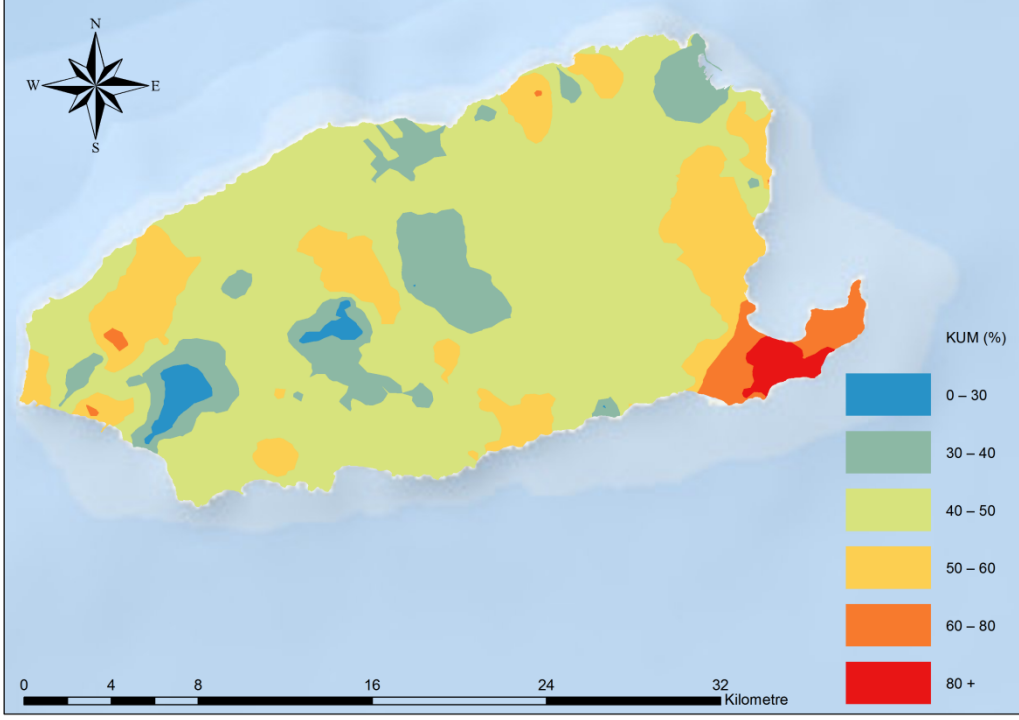 N
W E
S
KUM (%)
0 – 30
30 – 40
40 – 50
50 – 60
60 – 80
80 +
0 4 8 16 24 32
Kilometre